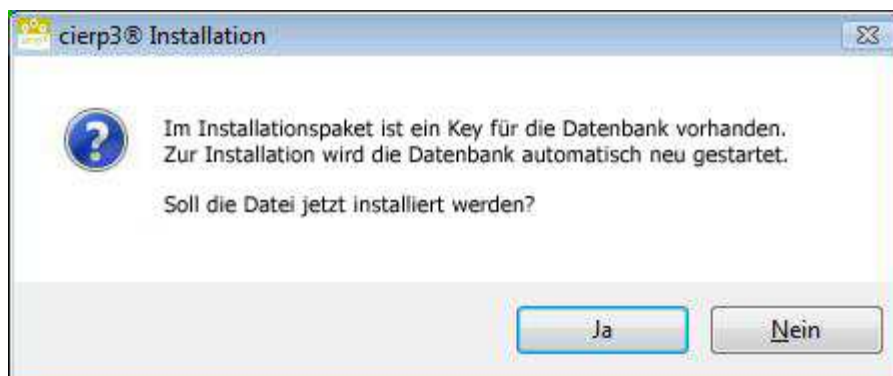 cierp3® Installation
Im Installationspaket ist ein Key für die Datenbank vorhanden.
Zur Installation wird die Datenbank automatisch neu gestartet.
Soll die Datei jetzt installiert werden?
Ja
Nein